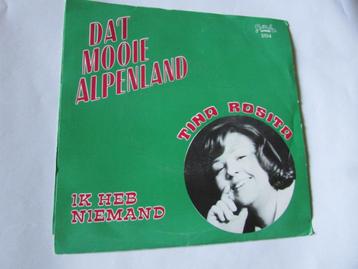 DAT
MOOIE
ALPENLAND
TINA ROSITA
IK HEB
NIEMAND